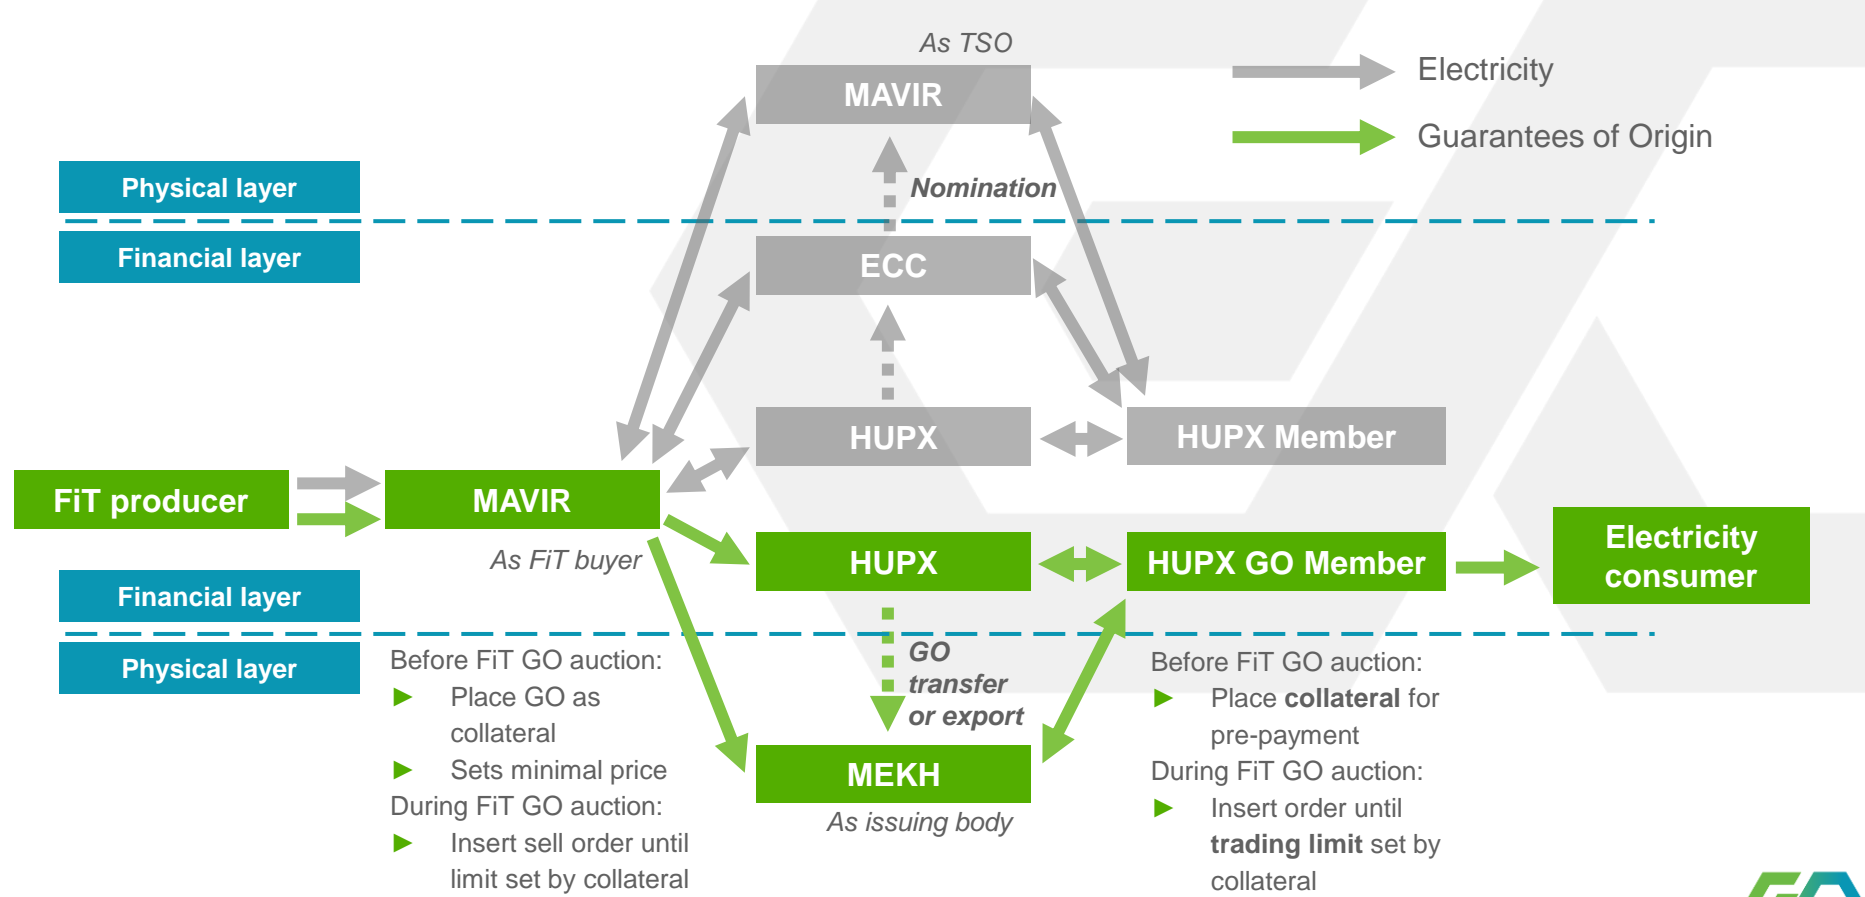 As TSO
MAVIR
Electricity
Guarantees of Origin
Physical layer
Nomination
Financial layer
ECC
HUPX
HUPX Member
FiT producer
MAVIR
As FiT buyer
HUPX
HUPX GO Member
Electricity
consumer
Financial layer
Physical layer
GO
transfer
or export
MEKH
As issuing body
Before FiT GO auction:
► Place GO as
collateral
► Sets minimal price
During FiT GO auction:
► Insert sell order until
limit set by collateral
Before FiT GO auction:
► Place collateral for
pre-payment
During FiT GO auction:
► Insert order until
trading limit set by
collateral